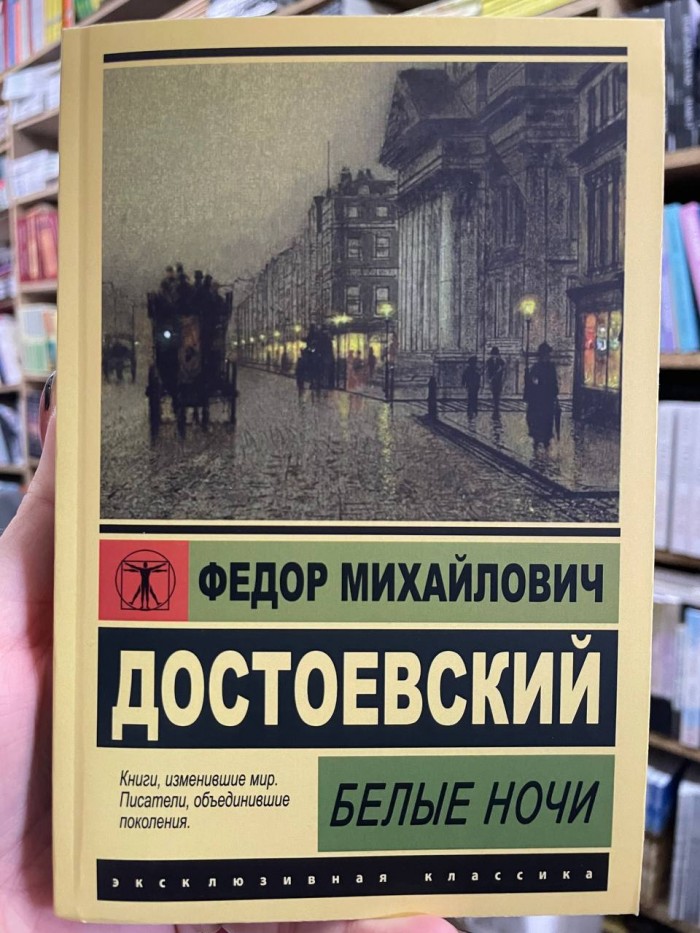 ФЕДОР МИХАЙЛОВИЧ
ДОСТОЕВСКИЙ
Книги, изменившие мир.
Писатели, объединившие
поколения.
БЕЛЫЕ НОЧИ
эксклюзивная классика